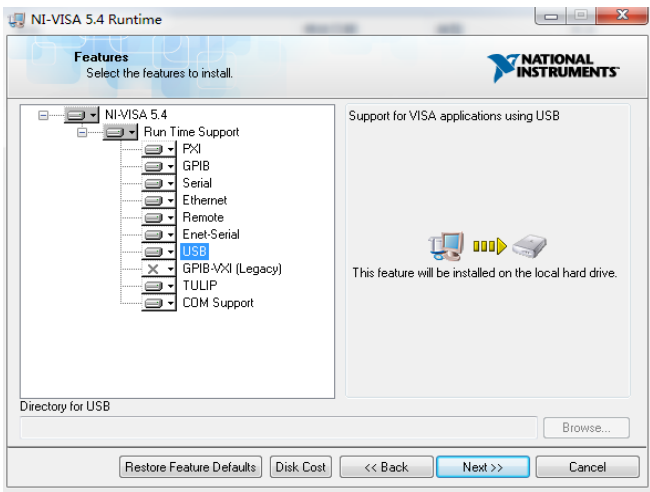 NI-VISA 5.4 Runtime
Features
Select the features to install.
NATIONAL
INSTRUMENTS
NI-VISA 5.4
Run Time Support
PXI
GPIB
Serial
Ethernet
Remote
Enet-Serial
USB
GPIB-VXI (Legacy)
TULIP
COM Support
Support for VISA applications using USB
This feature will be installed on the local hard drive.
Directory for USB
Browse...
Restore Feature Defaults
Disk Cost
<< Back
Next >>
Cancel